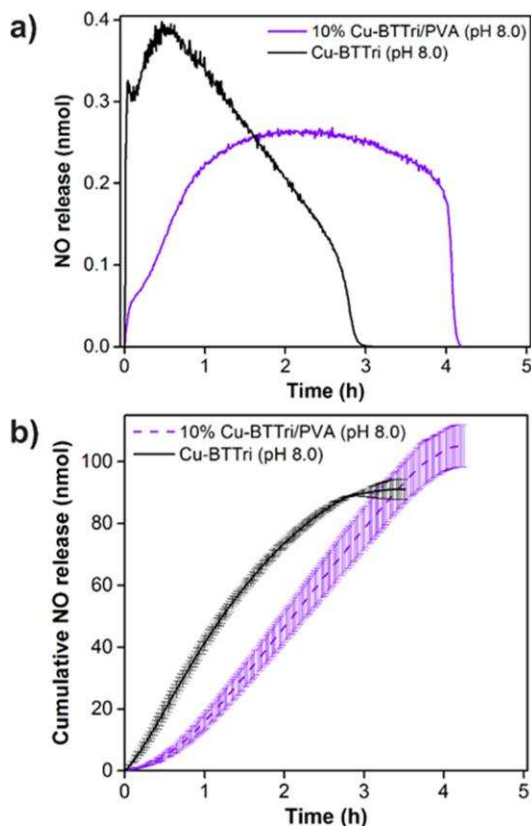 a)
10% Cu-BTTri/PVA (pH 8.0)
Cu-BTTri (pH 8.0)
NO release (nmol)
0.4
0.3
0.2
0.1
0.0
0 1 2 3 4 5
Time (h)
b)
10% Cu-BTTri/PVA (pH 8.0)
Cu-BTTri (pH 8.0)
Cumulative NO release (nmol)
100
80
60
40
20
0
0 1 2 3 4 5
Time (h)